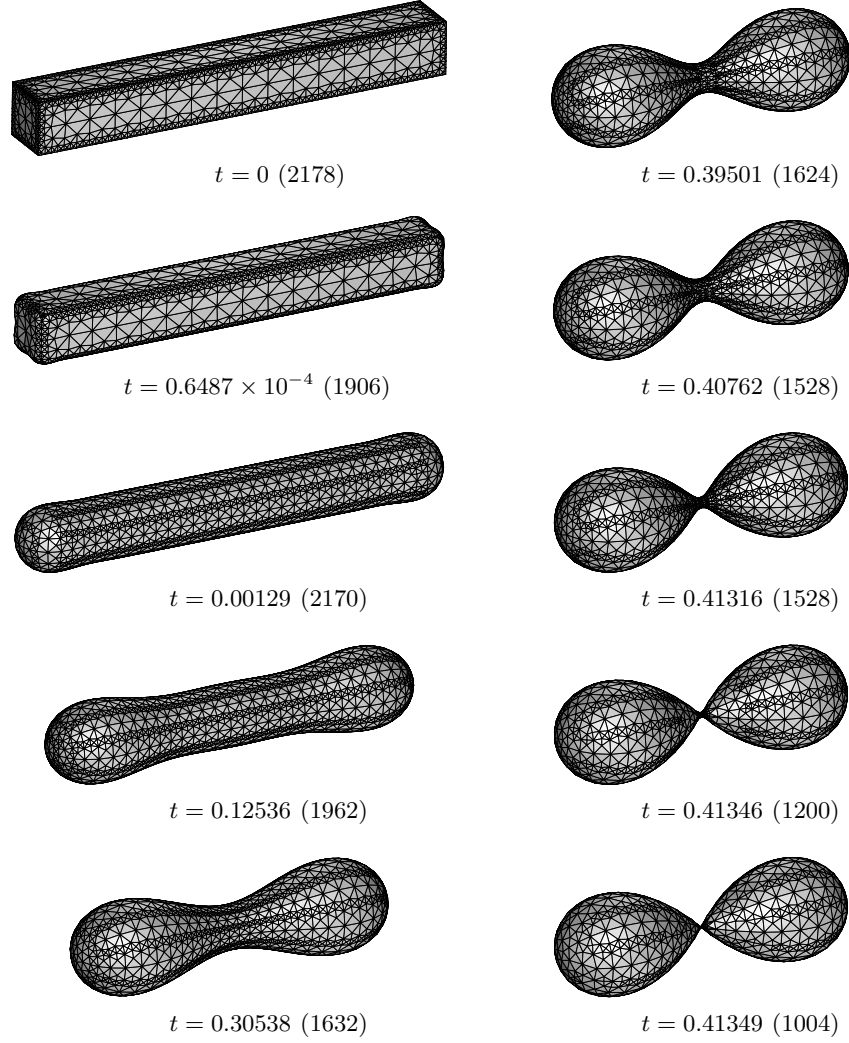 t = 0 (2178)
t = 0.6487 × 10⁻⁴ (1906)
t = 0.00129 (2170)
t = 0.12536 (1962)
t = 0.30538 (1632)
t = 0.39501 (1624)
t = 0.40762 (1528)
t = 0.41316 (1528)
t = 0.41346 (1200)
t = 0.41349 (1004)